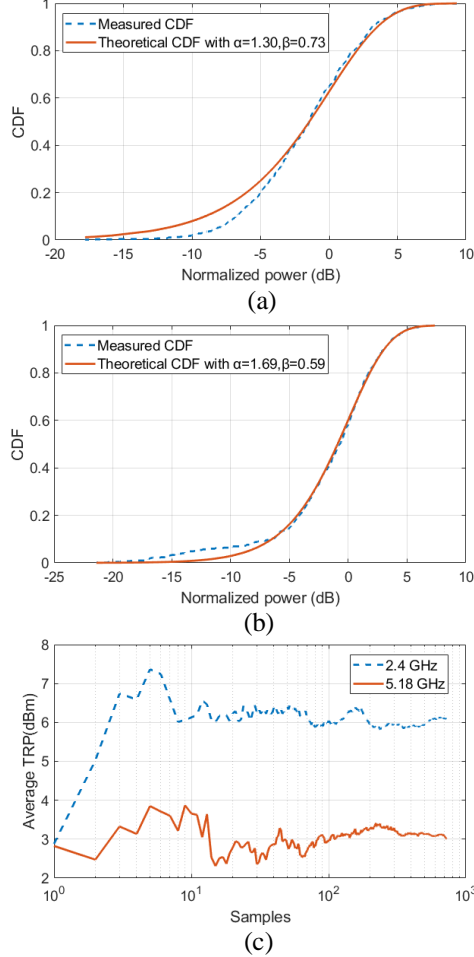 1
0.8
0.6
0.4
0.2
0
CDF
Measured CDF
Theoretical CDF with α=1.30,β=0.73
-20 -15 -10 -5 0 5 10
Normalized power (dB)
(a)
1
0.8
0.6
0.4
0.2
0
CDF
Measured CDF
Theoretical CDF with α=1.69,β=0.59
-25 -20 -15 -10 -5 0 5 10
Normalized power (dB)
(b)
8
7
6
5
4
3
2
Average TRP(dBm)
2.4 GHz
5.18 GHz
10⁰ 10¹ 10² 10³
Samples
(c)